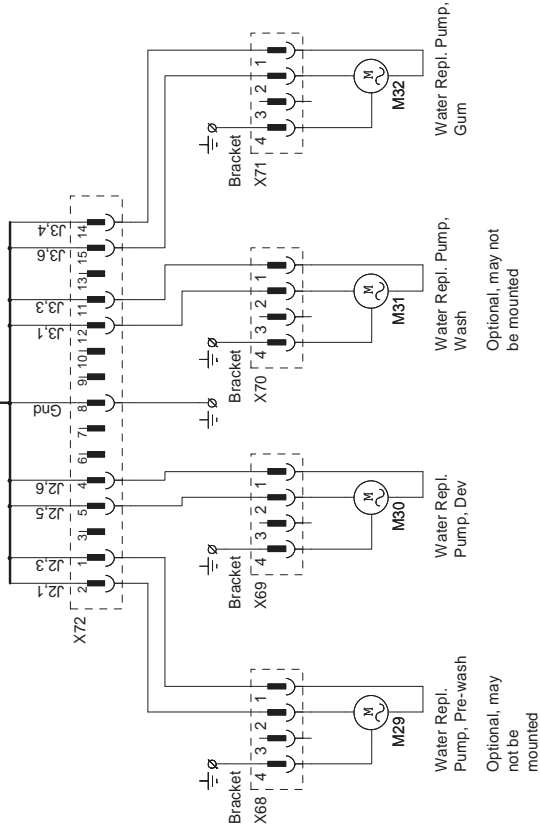 J2,1
J2,3
J2,5
J2,6
Gnd
J3,1
J3,3
J3,6
J3,4
2
1
3
5
4
6
7
8
9
10
12
11
13
15
14
X72
Bracket
4
3
2
1
X68
M
M29
Water Repl.
Pump, Pre-wash
Optional, may
not be
mounted
Bracket
4
3
2
1
X69
M
M30
Water Repl.
Pump, Dev
Bracket
4
3
2
1
X70
M
M31
Water Repl. Pump,
Wash
Optional, may not
be mounted
Bracket
4
3
2
1
X71
M
M32
Water Repl. Pump,
Gum